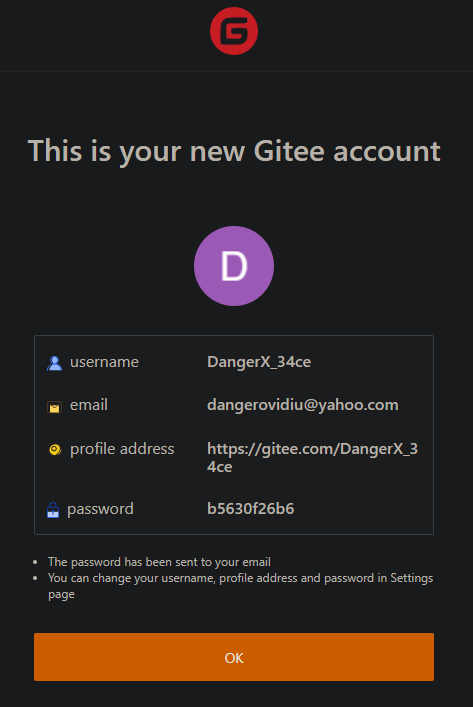 G
This is your new Gitee account
D
username DangerX_34ce
email dangerovidiu@yahoo.com
profile address https://gitee.com/DangerX_3
4ce
password b5630f26b6
The password has been sent to your email
You can change your username, profile address and password in Settings
page
OK